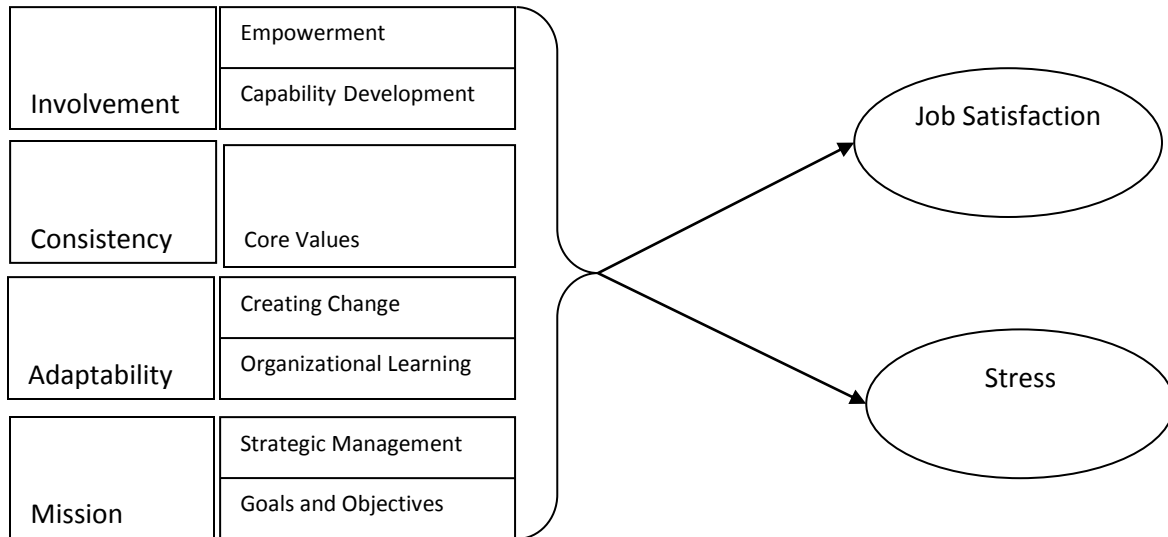 Involvement
Empowerment
Capability Development
Consistency
Core Values
Adaptability
Creating Change
Organizational Learning
Mission
Strategic Management
Goals and Objectives
Job Satisfaction
Stress